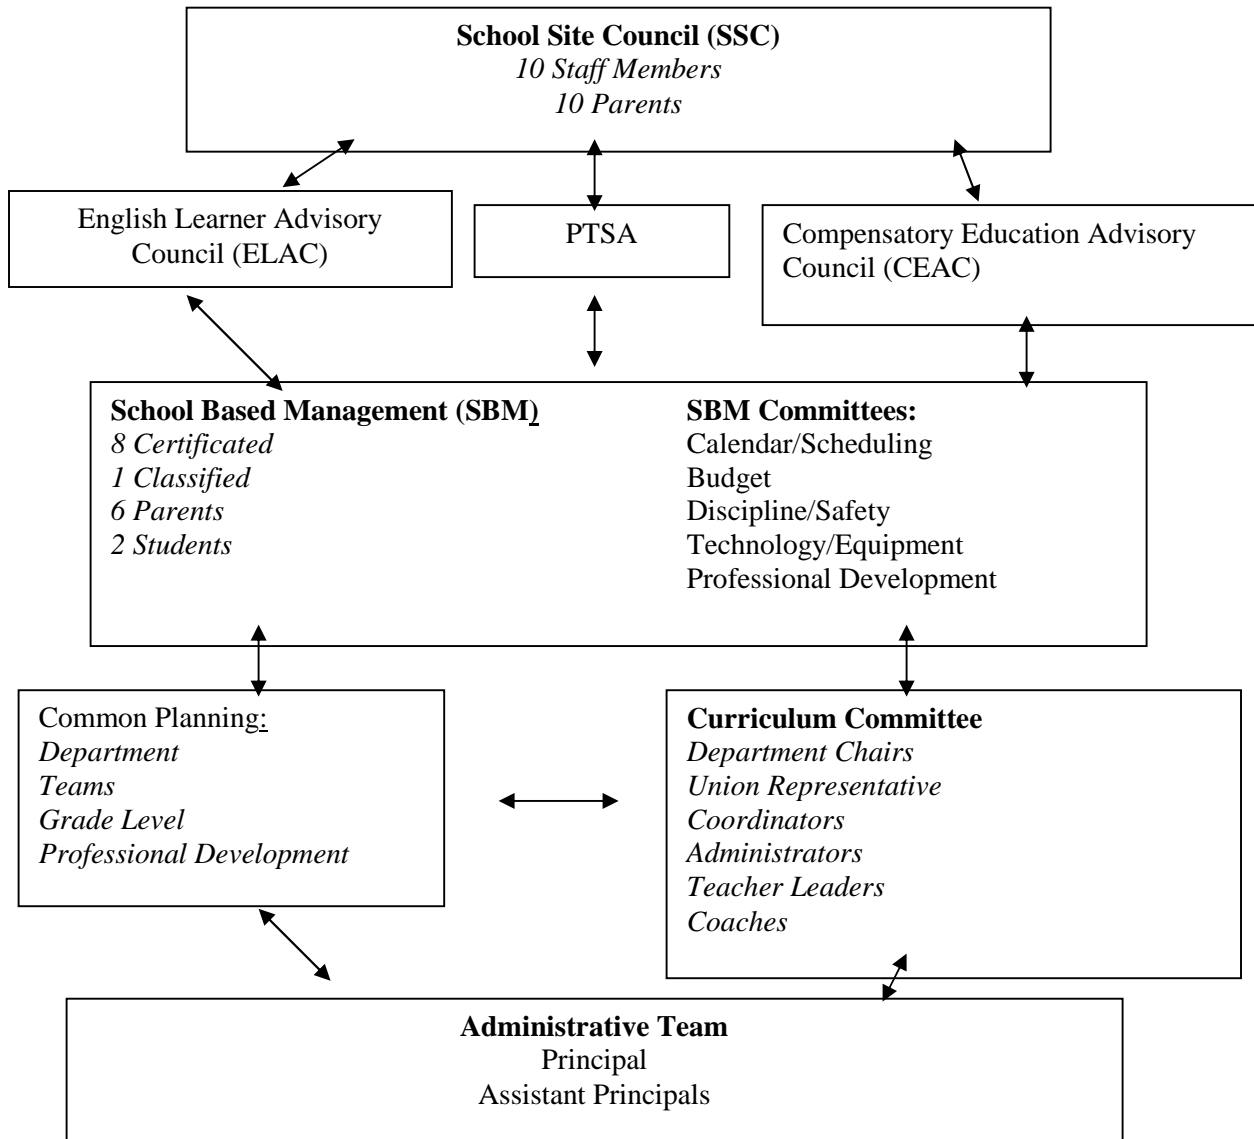 School Site Council (SSC)
10 Staff Members
10 Parents
English Learner Advisory
Council (ELAC)
PTSA
Compensatory Education Advisory
Council (CEAC)
School Based Management (SBM)
8 Certificated
1 Classified
6 Parents
2 Students
SBM Committees:
Calendar/Scheduling
Budget
Discipline/Safety
Technology/Equipment
Professional Development
Common Planning:
Department
Teams
Grade Level
Professional Development
Curriculum Committee
Department Chairs
Union Representative
Coordinators
Administrators
Teacher Leaders
Coaches
Administrative Team
Principal
Assistant Principals